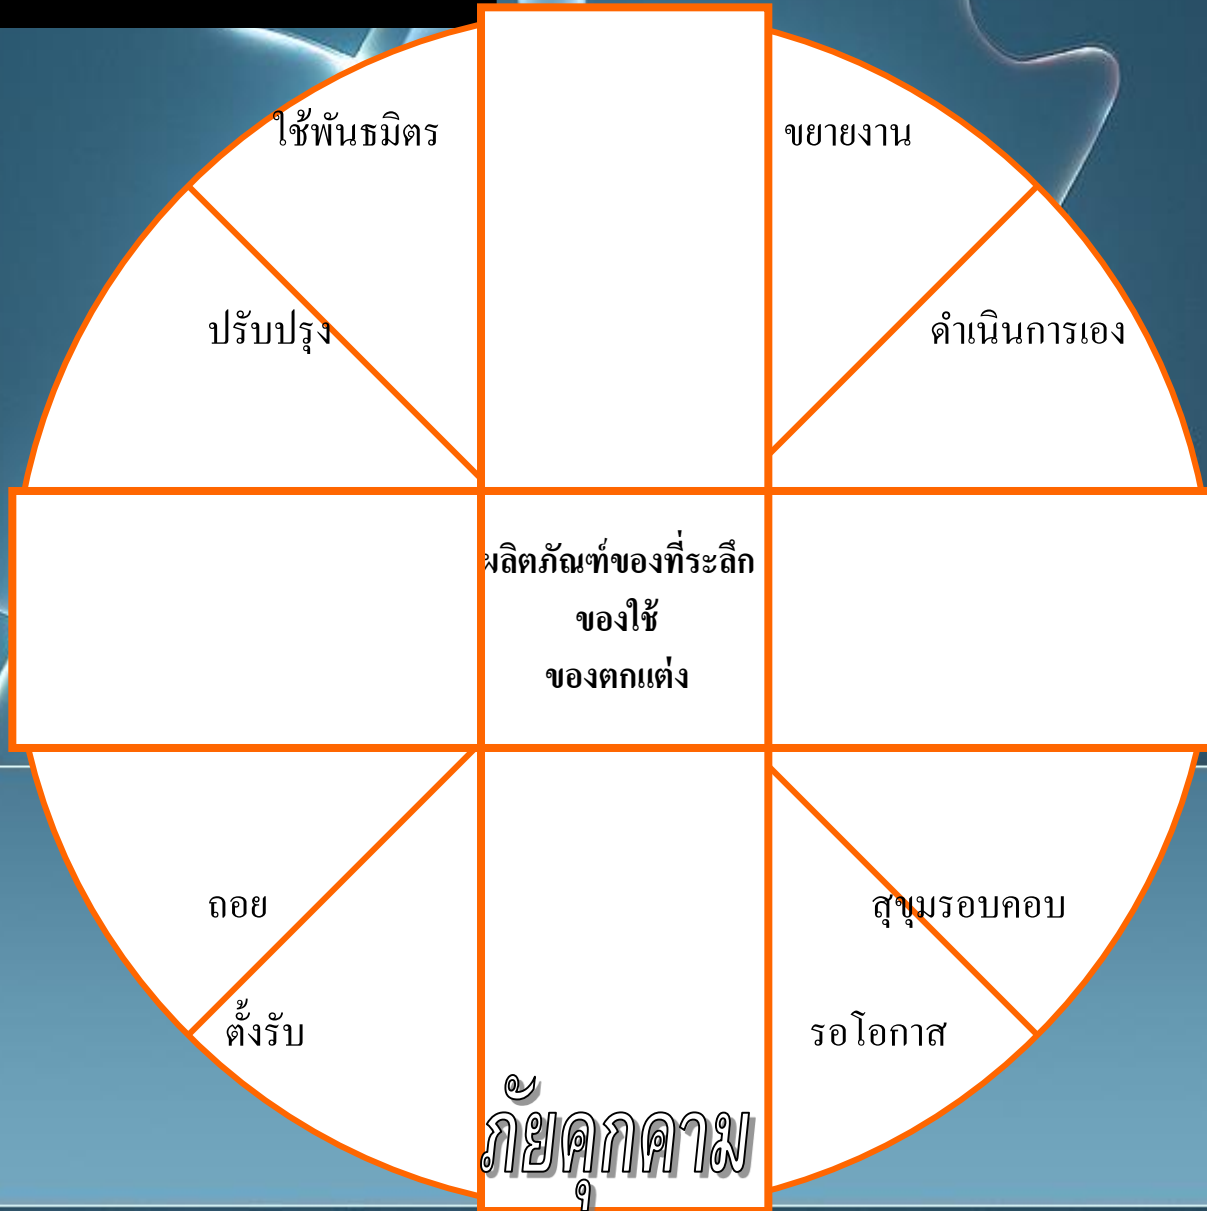 ใช้พันธมิตร
ขยายงาน
ปรับปรุง
ดำเนินการเอง
ผลิตภัณฑ์ของที่ระลึก
ของใช้
ของตกแต่ง
ถอย
สุขุมรอบคอบ
ตั้งรับ
รอโอกาส
ภัยคุกคาม